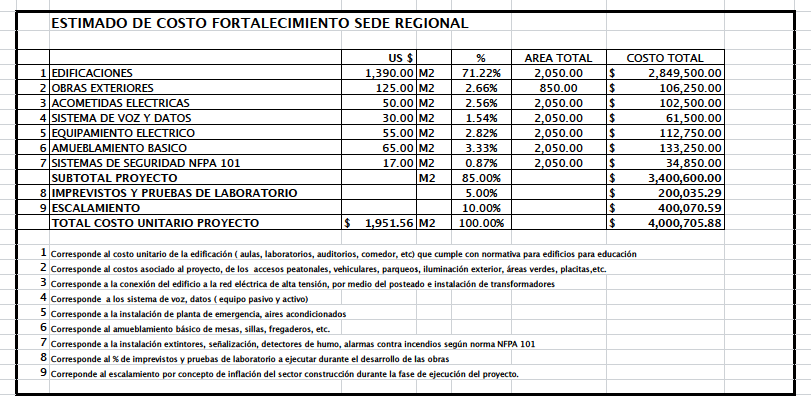 ESTIMADO DE COSTO FORTALECIMIENTO SEDE REGIONAL
US $ % AREA TOTAL COSTO TOTAL
1 EDIFICACIONES 1,390.00 M2 71.22% 2,050.00 $ 2,849,500.00
2 OBRAS EXTERIORES 125.00 M2 2.66% 850.00 $ 106,250.00
3 ACOMETIDAS ELECTRICAS 50.00 M2 2.56% 2,050.00 $ 102,500.00
4 SISTEMA DE VOZ Y DATOS 30.00 M2 1.54% 2,050.00 $ 61,500.00
5 EQUIPAMIENTO ELECTRICO 55.00 M2 2.82% 2,050.00 $ 112,750.00
6 AMUEBLAMIENTO BASICO 65.00 M2 3.33% 2,050.00 $ 133,250.00
7 SISTEMAS DE SEGURIDAD NFPA 101 17.00 M2 0.87% 2,050.00 $ 34,850.00
SUBTOTAL PROYECTO M2 85.00% $ 3,400,600.00
8 IMPREVISTOS Y PRUEBAS DE LABORATORIO 5.00% $ 200,035.29
9 ESCALAMIENTO 10.00% $ 400,070.59
TOTAL COSTO UNITARIO PROYECTO $ 1,951.56 M2 100.00% $ 4,000,705.88
1 Corresponde al costo unitario de la edificación ( aulas, laboratorios, auditorios, comedor, etc) que cumple con normativa para edificios para educación
2 Corresponde al costos asociado al proyecto, de los accesos peatonales, vehiculares, parqueos, iluminación exterior, áreas verdes, placitas,etc.
3 Corresponde a la conexión del edificio a la red eléctrica de alta tensión, por medio del posteado e instalación de transformadores
4 Corresponde a los sistema de voz, datos ( equipo pasivo y activo)
5 Corresponde a la instalación de planta de emergencia, aires acondicionados
6 Corresponde al amueblamiento básico de mesas, sillas, fregaderos, etc.
7 Corresponde a la instalación extintores, señalización, detectores de humo, alarmas contra incendios según norma NFPA 101
8 Corresponde al % de imprevistos y pruebas de laboratorio a ejecutar durante el desarrollo de las obras
9 Correponde al escalamiento por concepto de inflación del sector construcción durante la fase de ejecución del proyecto.